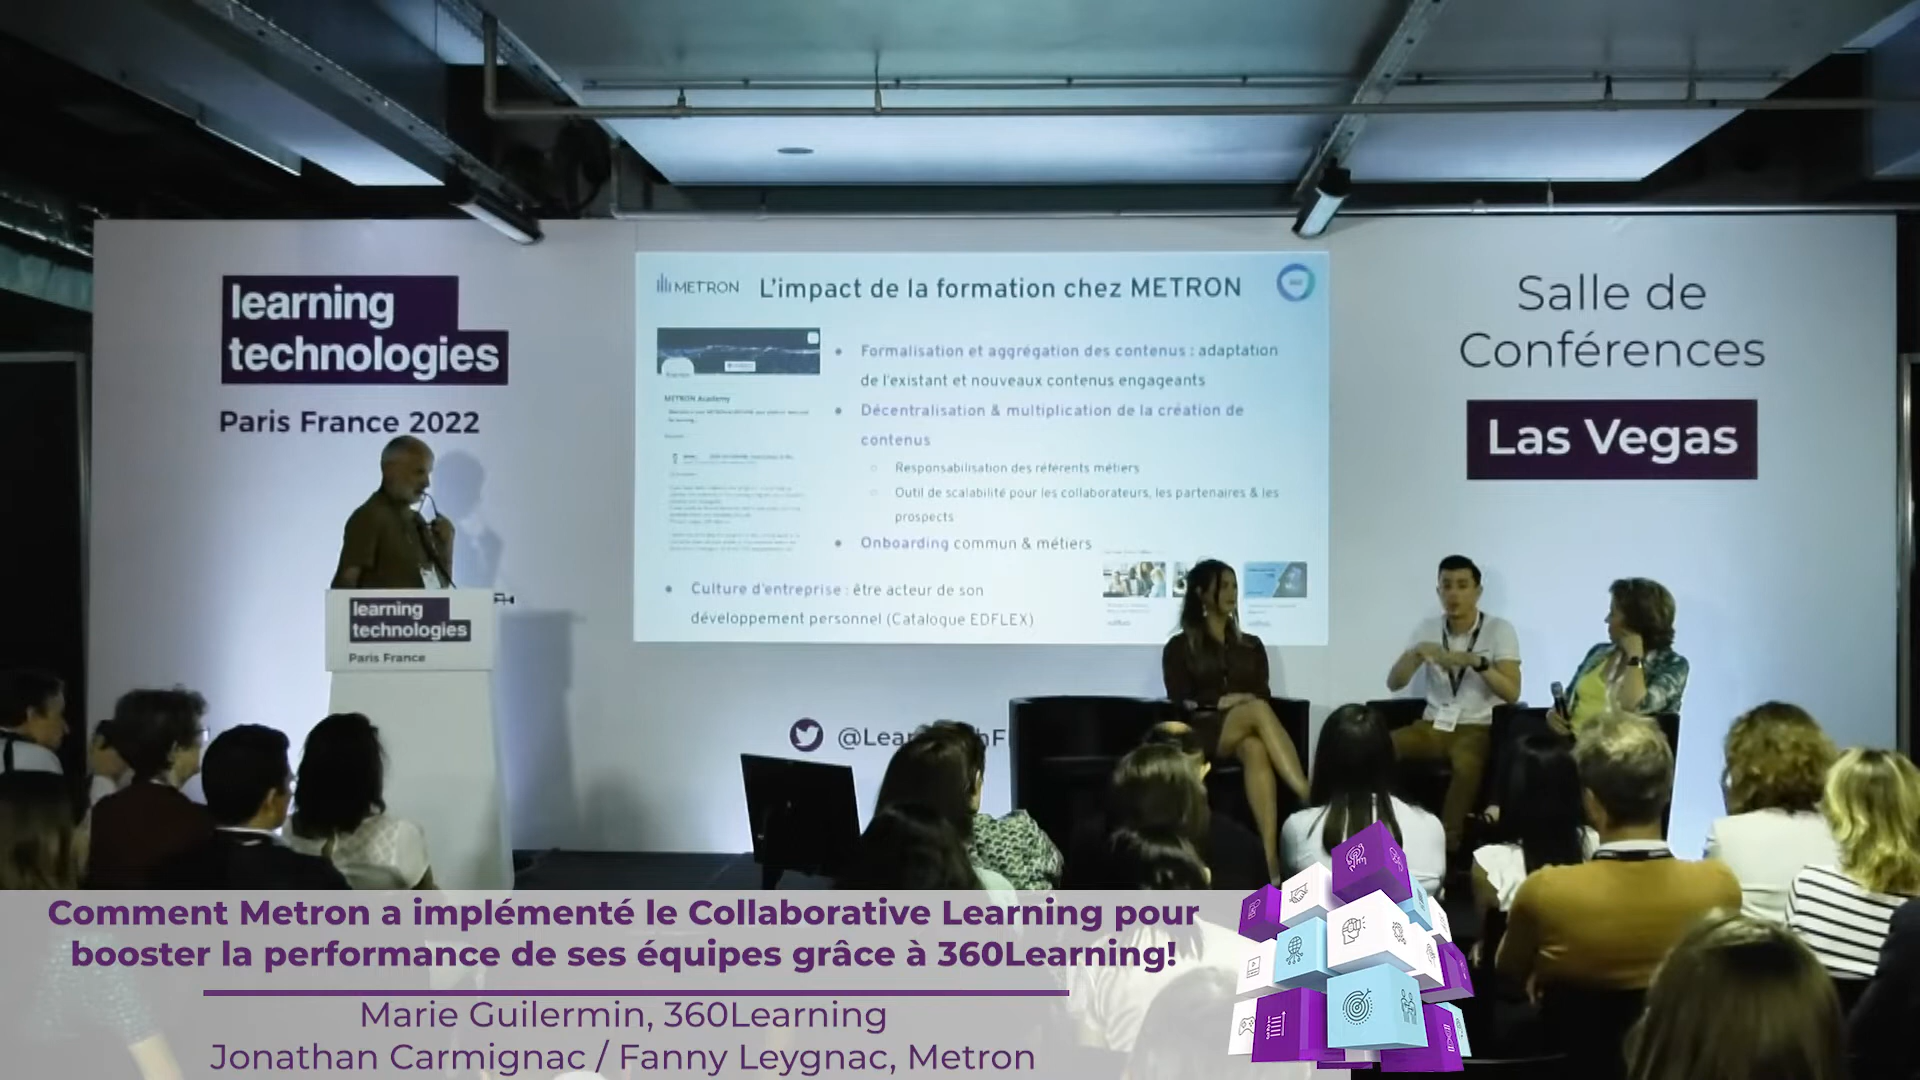 learning
technologies
Paris France 2022
METRON
L'impact de la formation chez METRON
METRON Academy
Formalisation et aggrégation des contenus : adaptation
de l'existant et nouveaux contenus engageants
Décentralisation & multiplication de la création de
contenus
Responsabilisation des référents métiers
Outil de scalabilité pour les collaborateurs, les partenaires & les
prospects
Onboarding commun & métiers
Culture d'entreprise : être acteur de son
développement personnel (Catalogue EDFLEX)
Salle de
Conférences
Las Vegas
learning
technologies
Paris France
Comment Metron a implémenté le Collaborative Learning pour
booster la performance de ses équipes grâce à 360Learning!
Marie Guilermin, 360Learning
Jonathan Carmignac / Fanny Leygnac, Metron